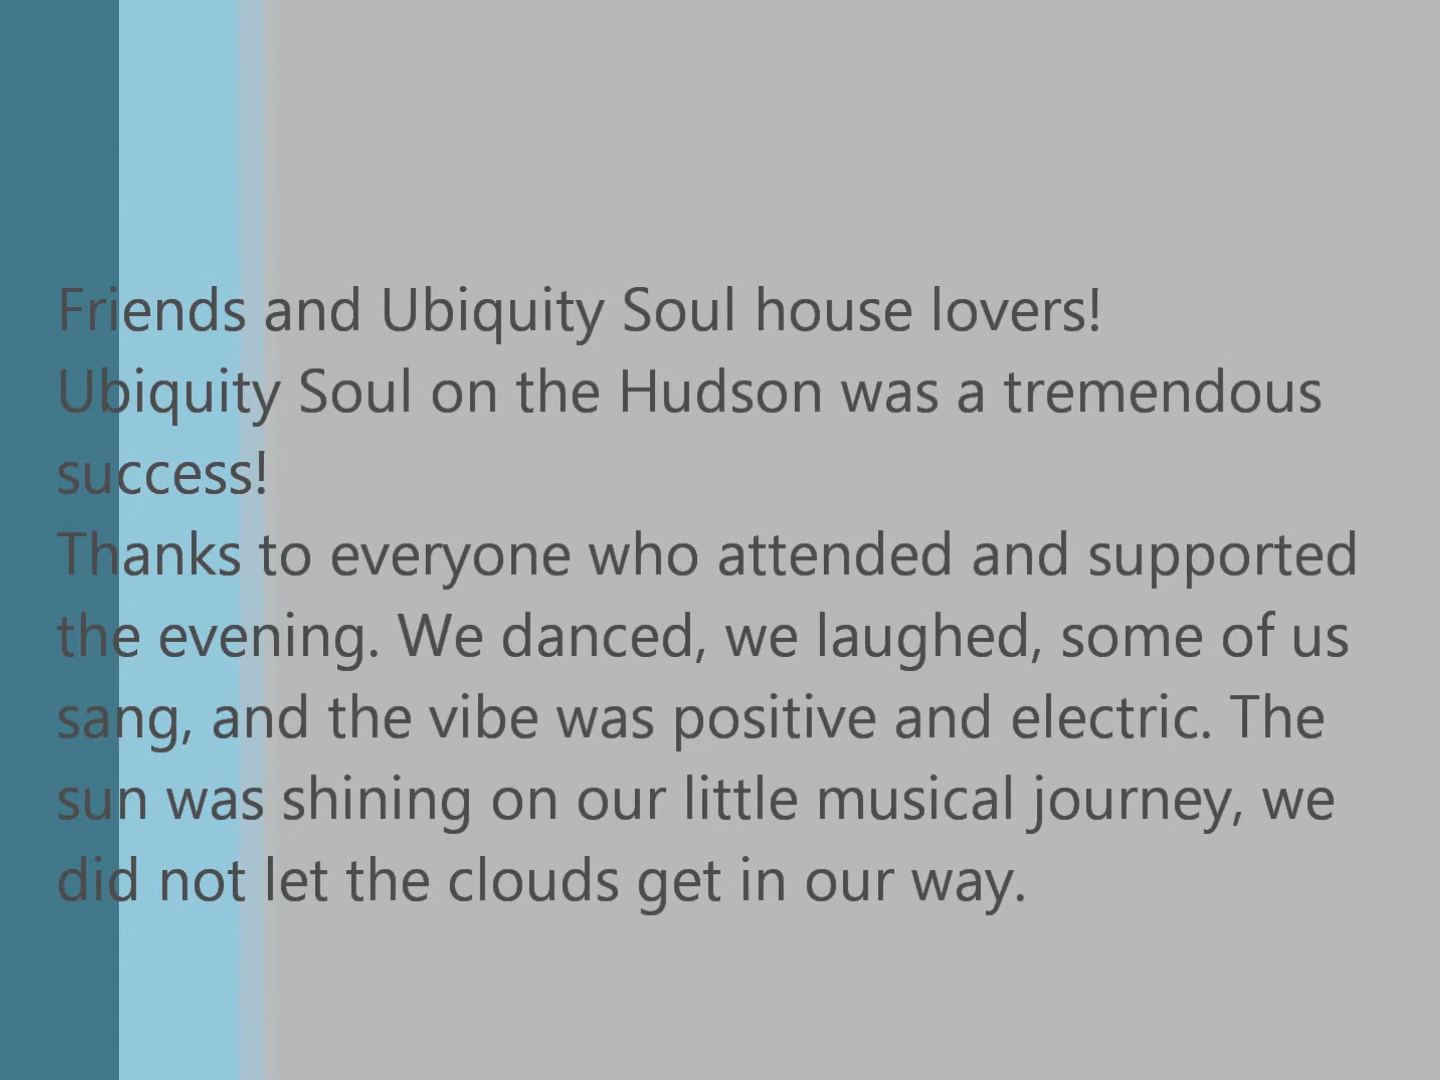 Friends and Ubiquity Soul house lovers!
Ubiquity Soul on the Hudson was a tremendous
success!
Thanks to everyone who attended and supported
the evening. We danced, we laughed, some of us
sang, and the vibe was positive and electric. The
sun was shining on our little musical journey, we
did not let the clouds get in our way.